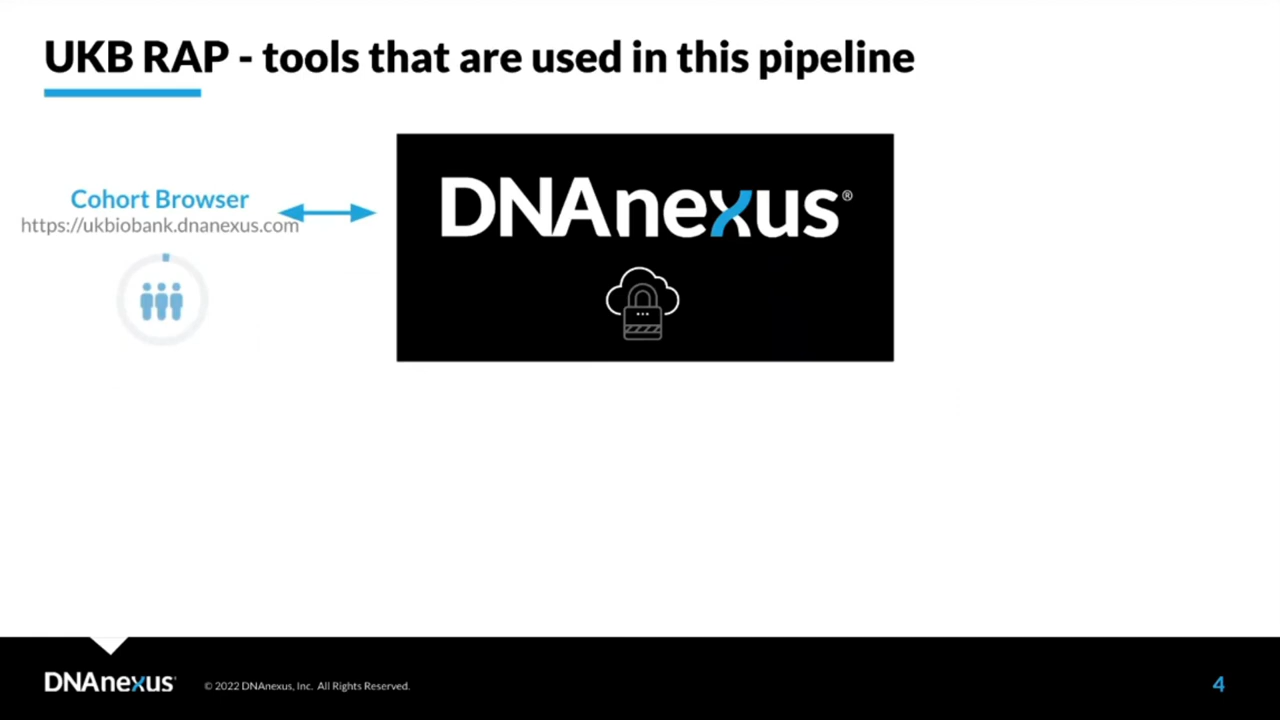 UKB RAP - tools that are used in this pipeline
Cohort Browser
https://ukbiobank.dnanexus.com
DNAnexus®
DNAnexus
© 2022 DNAnexus, Inc. All Rights Reserved.
4